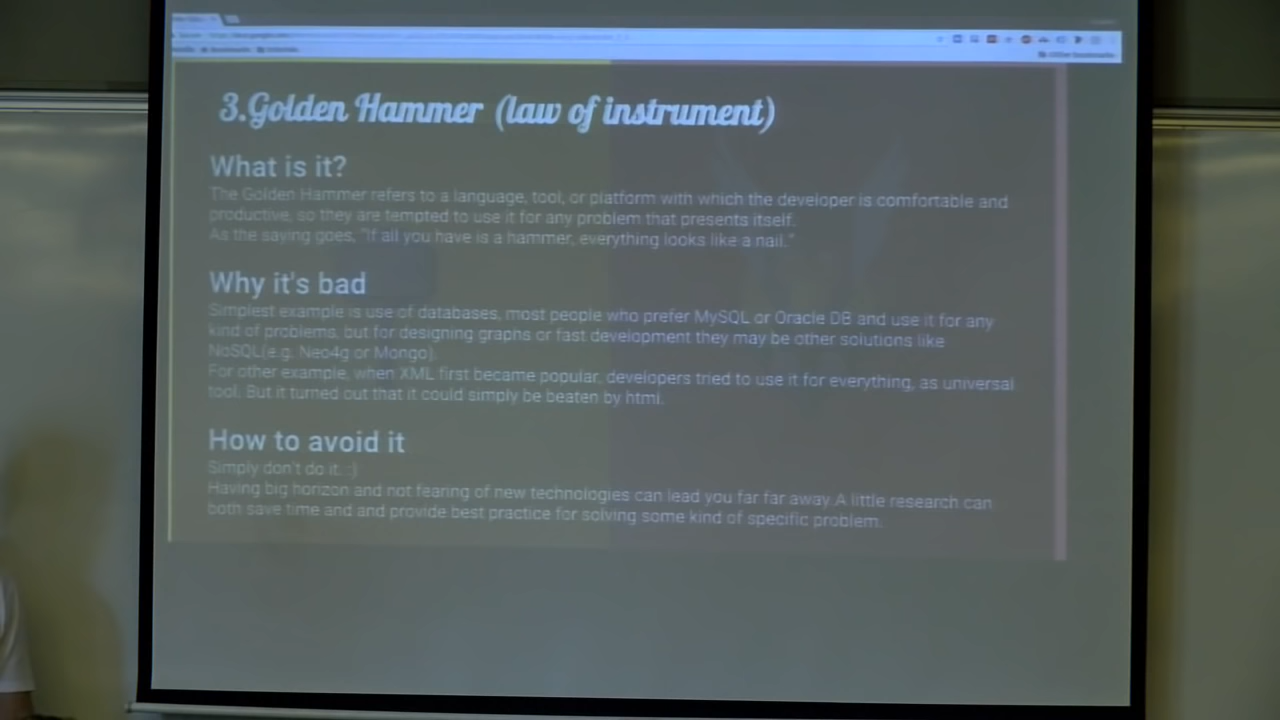 3.Golden Hammer (law of instrument)
What is it?
The Golden Hammer refers to a language, tool, or platform with which the developer is comfortable and
productive, so they are tempted to use it for any problem that presents itself.
As the saying goes, "If all you have is a hammer, everything looks like a nail."
Why it's bad
Simplest example is use of databases, most people who prefer MySQL or Oracle DB and use it for any
kind of problems, but for designing graphs or fast development they may be other solutions like
NoSQL(e.g. Neo4g or Mongo).
For other example, when XML first became popular, developers tried to use it for everything, as universal
tool. But it turned out that it could simply be beaten by html.
How to avoid it
Simply don't do it. :)
Having big horizon and not fearing of new technologies can lead you far far away.A little research can
both save time and and provide best practice for solving some kind of specific problem.